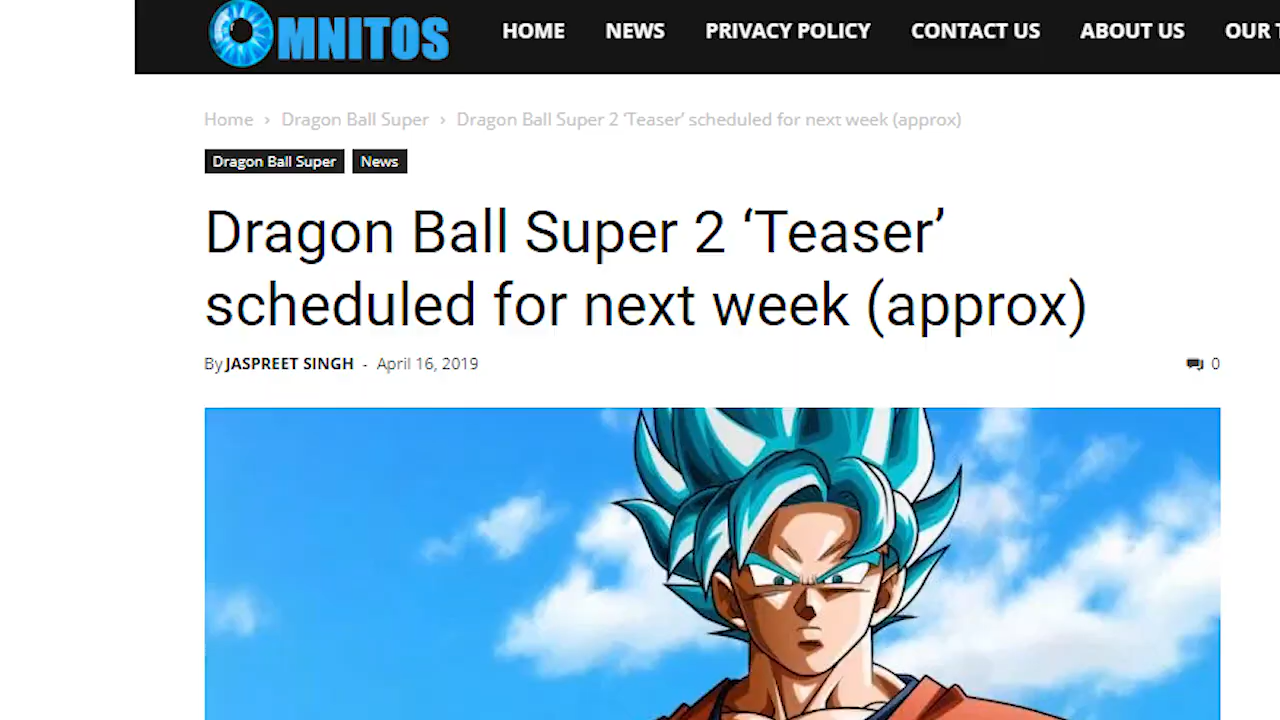 OMNITOS HOME NEWS PRIVACY POLICY CONTACT US ABOUT US OUR T
Home › Dragon Ball Super › Dragon Ball Super 2 ‘Teaser’ scheduled for next week (approx)
Dragon Ball Super News
Dragon Ball Super 2 ‘Teaser’
scheduled for next week (approx)
By JASPREET SINGH - April 16, 2019 0